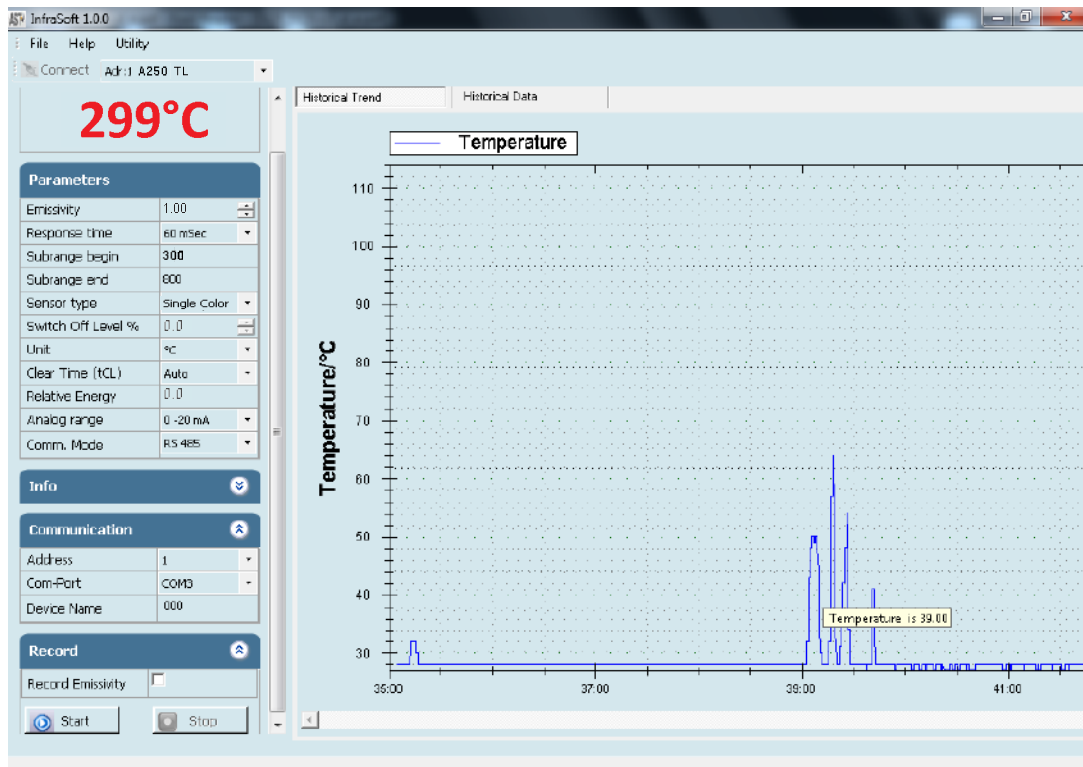 InfraSoft 1.0.0
File Help Utility
Connect Adr:1 A250 TL
299°C
Parameters
Emissivity 1.00
Response time 60 mSec
Subrange begin 300
Subrange end 800
Sensor type Single Color
Switch Off Level % 0.0
Unit °C
Clear Time (tCL) Auto
Relative Energy 0.0
Analog range 0 -20 mA
Comm. Mode RS 485
Info
Communication
Address 1
Com-Port COM3
Device Name 000
Record
Record Emissivity
Start Stop
Historical Trend Historical Data
Temperature
Temperature/°C
110
100
90
80
70
60
50
40
30
Temperature is 39.00
35:00 37:00 39:00 41:00